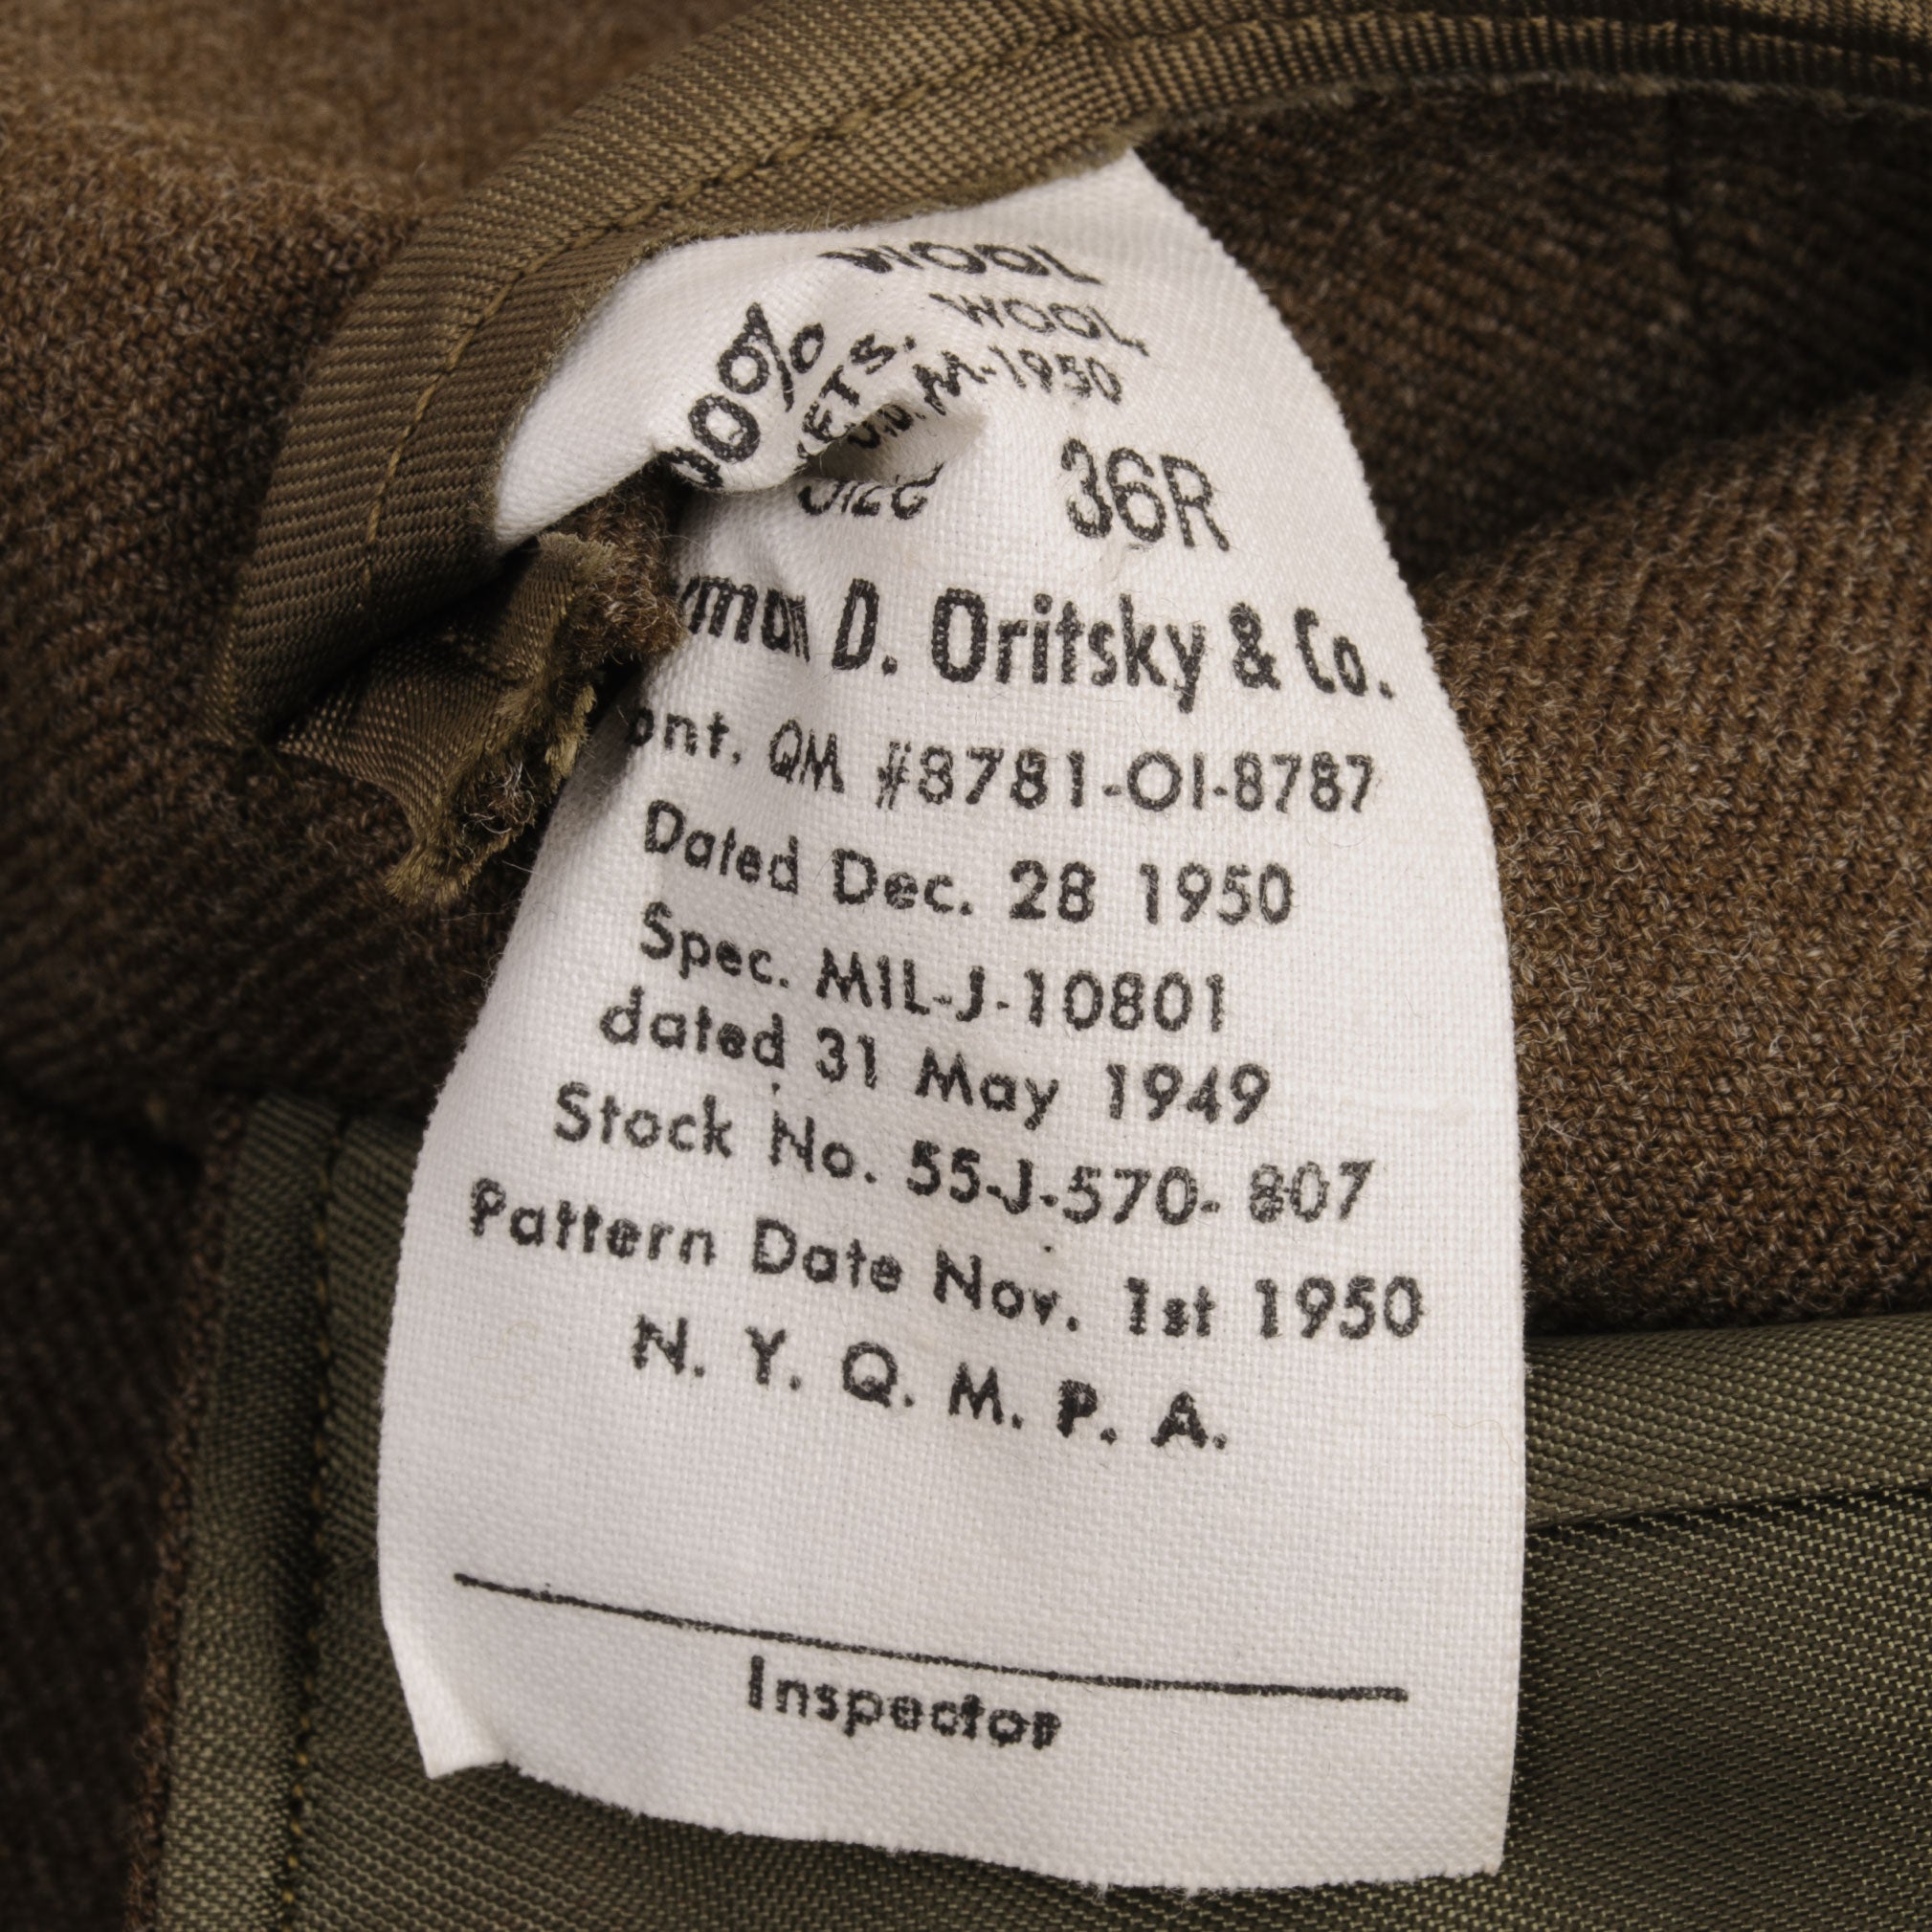 WOOL
WOOL,
M-1950
36R
D. Oritsky & Co.
QM #8781-OI-8787
Dated Dec. 28 1950
Spec. MIL-J-10801
dated 31 May 1949
Stock No. 55-J-570- 807
Pattern Date Nov. 1st 1950
N. Y. Q. M. P. A.
Inspector